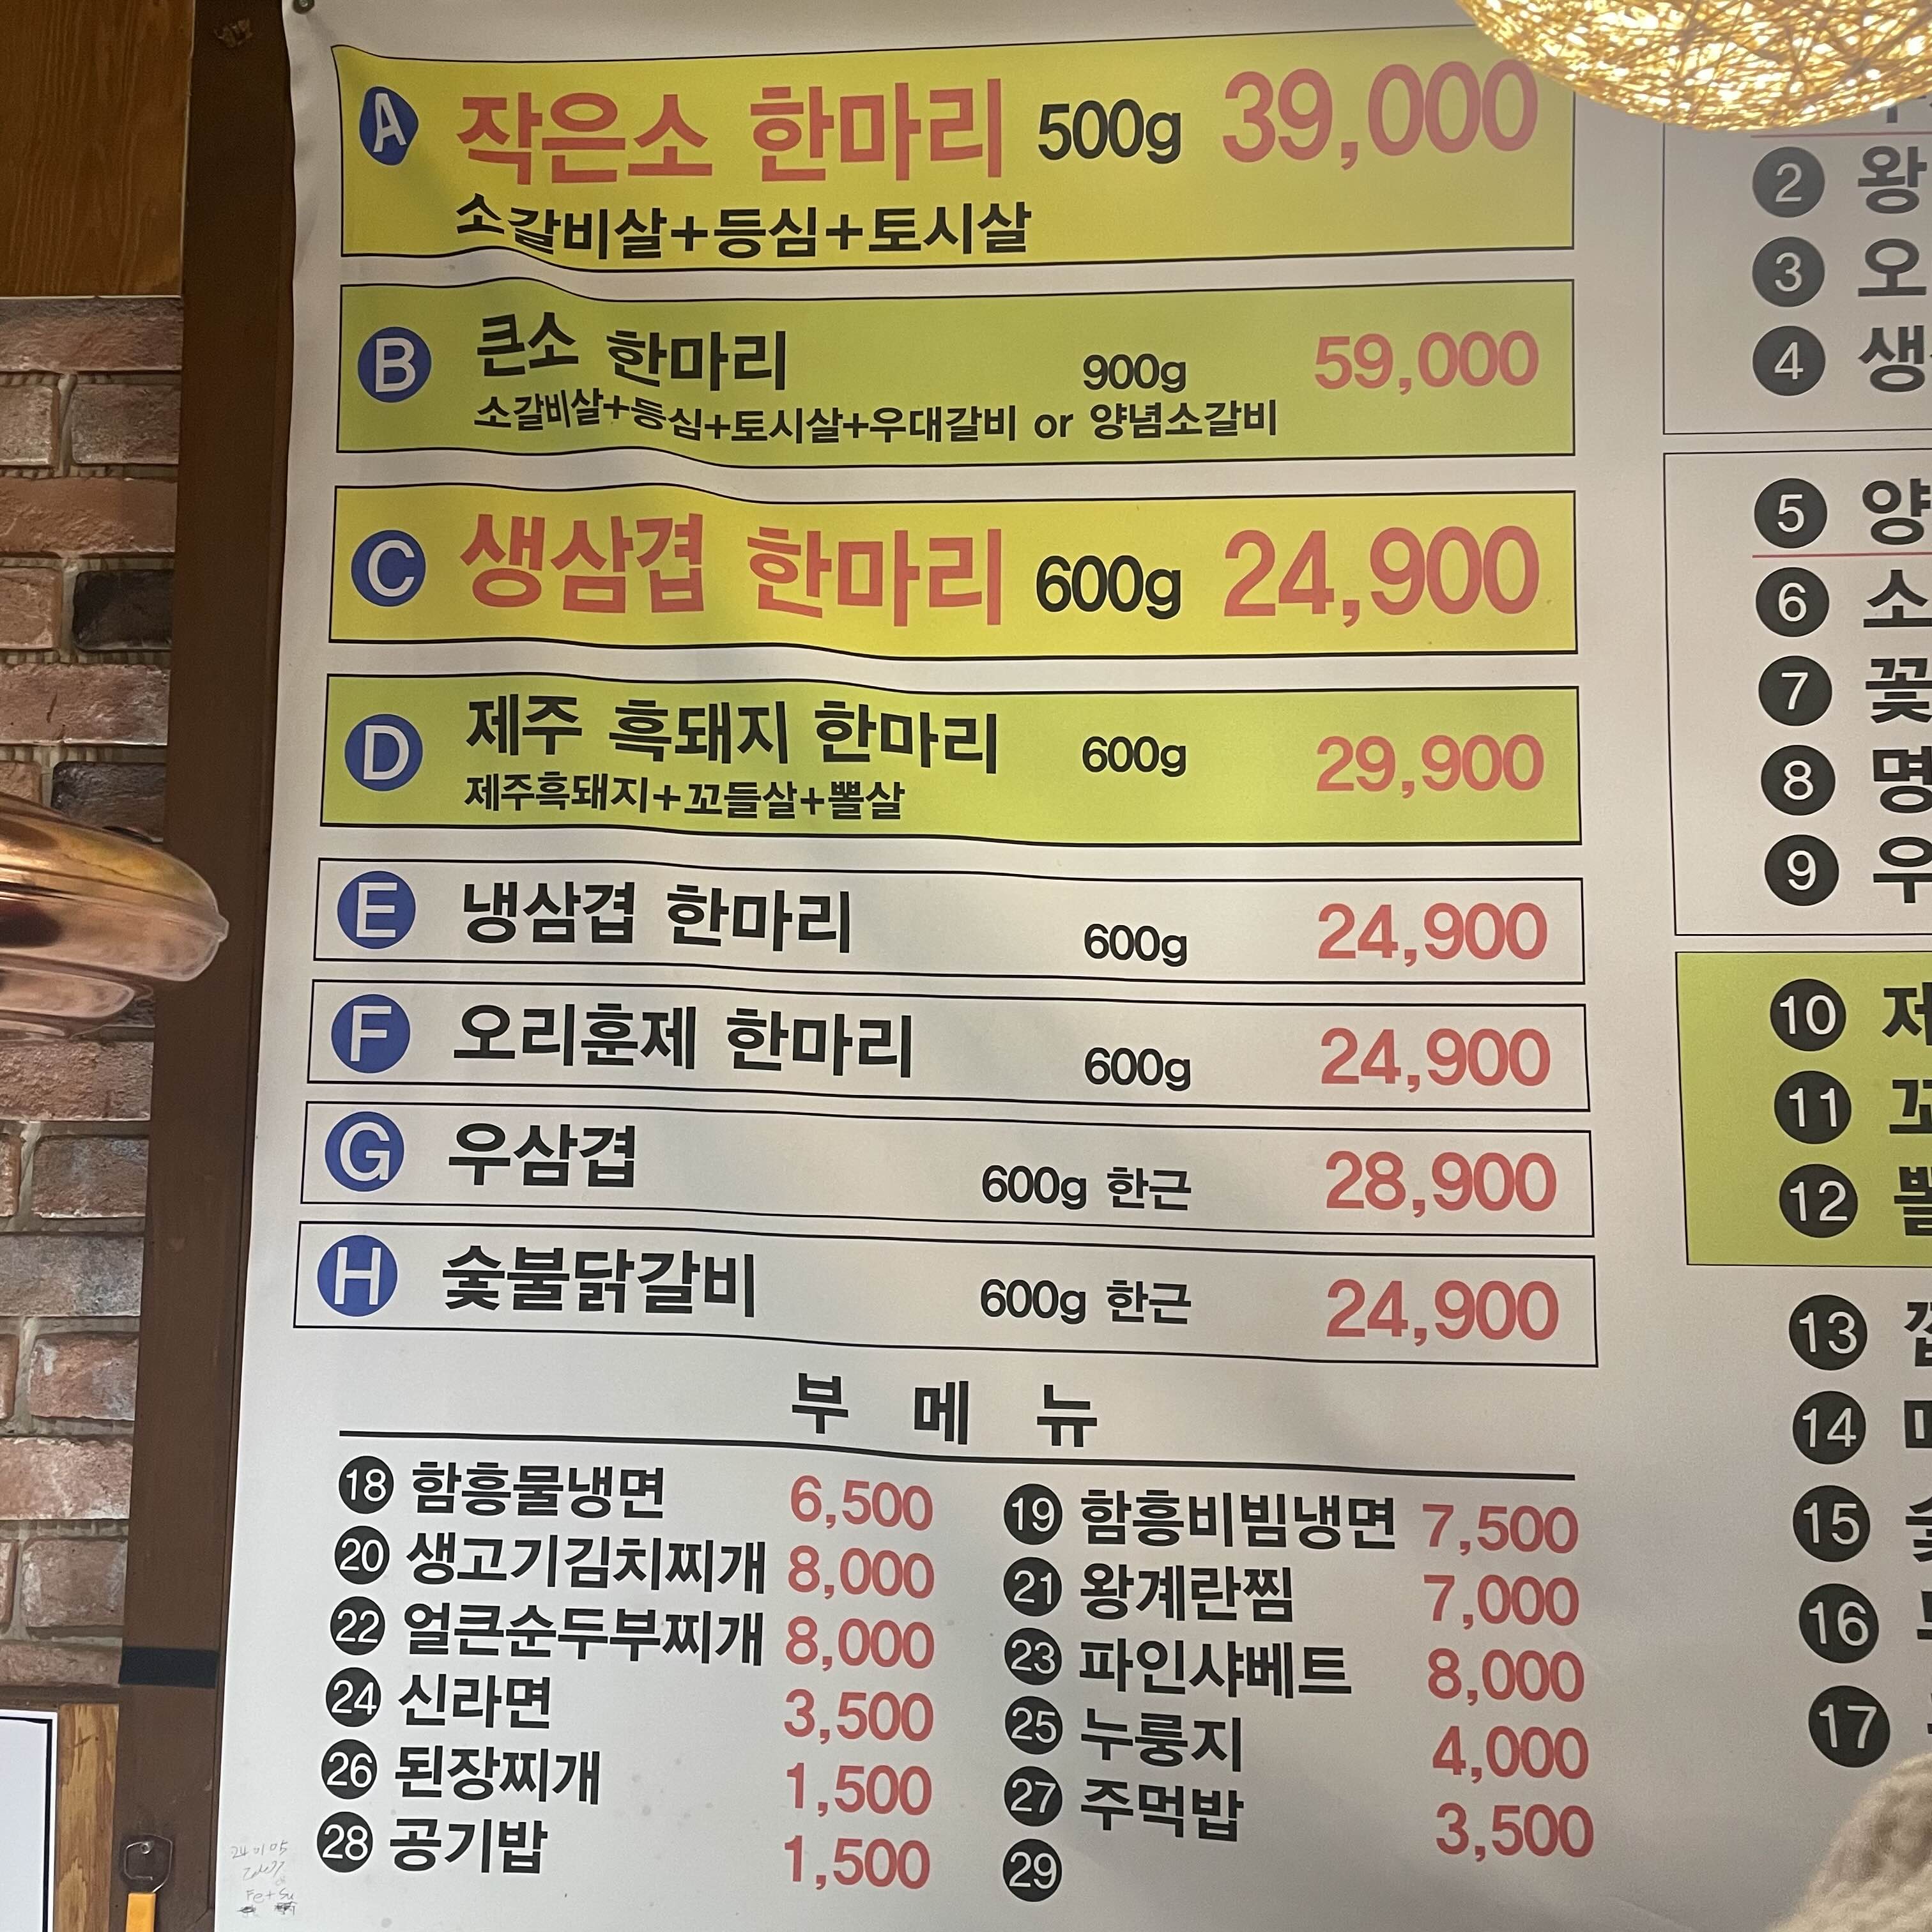 A 작은소 한마리 500g 39,000
소갈비살+등심+토시살
B 큰소 한마리 900g 59,000
소갈비살+등심+토시살+우대갈비 or 양념소갈비
C 생삼겹 한마리 600g 24,900
D 제주 흑돼지 한마리 600g 29,900
제주흑돼지+꼬들살+뽈살
E 냉삼겹 한마리 600g 24,900
F 오리훈제 한마리 600g 24,900
G 우삼겹 600g 한근 28,900
H 숯불닭갈비 600g 한근 24,900
부 메 뉴
18 함흥물냉면 6,500
19 함흥비빔냉면 7,500
20 생고기김치찌개 8,000
21 왕계란찜 7,000
22 얼큰순두부찌개 8,000
23 파인샤베트 8,000
24 신라면 3,500
25 누룽지 4,000
26 된장찌개 1,500
27 주먹밥 3,500
28 공기밥 1,500
29
2 왕
3 오
4 생
5 양
6 소
7 꽃
8 명
9 우
10
11
12
13
14
15
16
17
24 01 05